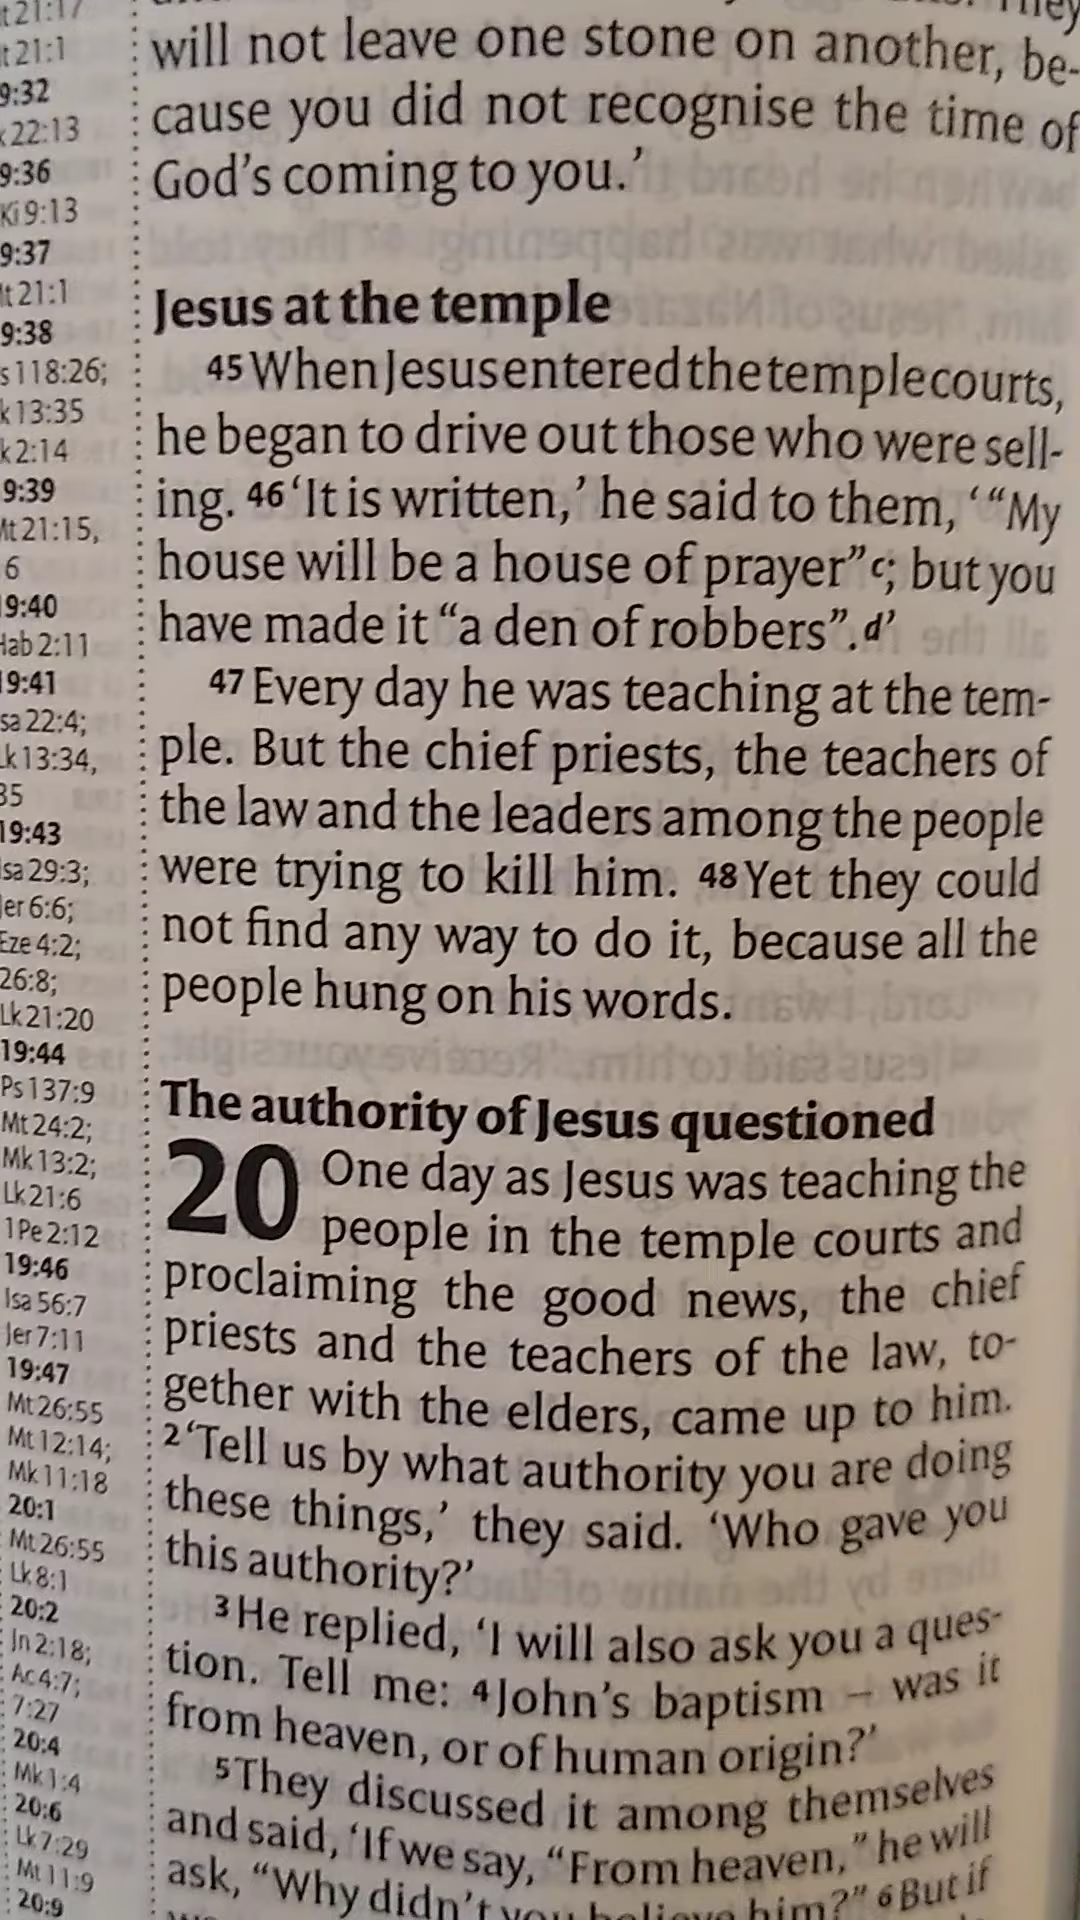 t 21:17
t 21:1
9:32
22:13
9:36
Ki 9:13
9:37
t 21:1
9:38
s 118:26;
k 13:35
k 2:14
9:39
Mt 21:15,
6
19:40
Hab 2:11
19:41
sa 22:4;
Lk 13:34,
35
19:43
Isa 29:3;
Jer 6:6;
Eze 4:2;
26:8;
Lk 21:20
19:44
Ps 137:9
Mt 24:2;
Mk 13:2;
Lk 21:6
1Pe 2:12
19:46
Isa 56:7
Jer 7:11
19:47
Mt 26:55
Mt 12:14;
Mk 11:18
20:1
Mt 26:55
Lk 8:1
20:2
Jn 2:18;
Ac 4:7;
7:27
20:4
Mk 1:4
20:6
Lk 7:29
Mt 11:9
20:9
They
will not leave one stone on another, be-
cause you did not recognise the time of
God's coming to you.'
Jesus at the temple
45 When Jesus entered the temple courts,
he began to drive out those who were sell-
ing. 46 'It is written,' he said to them, '"My
house will be a house of prayer"c; but you
have made it "a den of robbers".d'
47 Every day he was teaching at the tem-
ple. But the chief priests, the teachers of
the law and the leaders among the people
were trying to kill him. 48 Yet they could
not find any way to do it, because all the
people hung on his words.
The authority of Jesus questioned
20 One day as Jesus was teaching the
people in the temple courts and
proclaiming the good news, the chief
priests and the teachers of the law, to-
gether with the elders, came up to him.
2 'Tell us by what authority you are doing
these things,' they said. 'Who gave you
this authority?'
3 He replied, 'I will also ask you a ques-
tion. Tell me: 4 John's baptism – was it
from heaven, or of human origin?'
5 They discussed it among themselves
and said, 'If we say, "From heaven," he will
ask, "Why didn't you believe him?" 6 But if